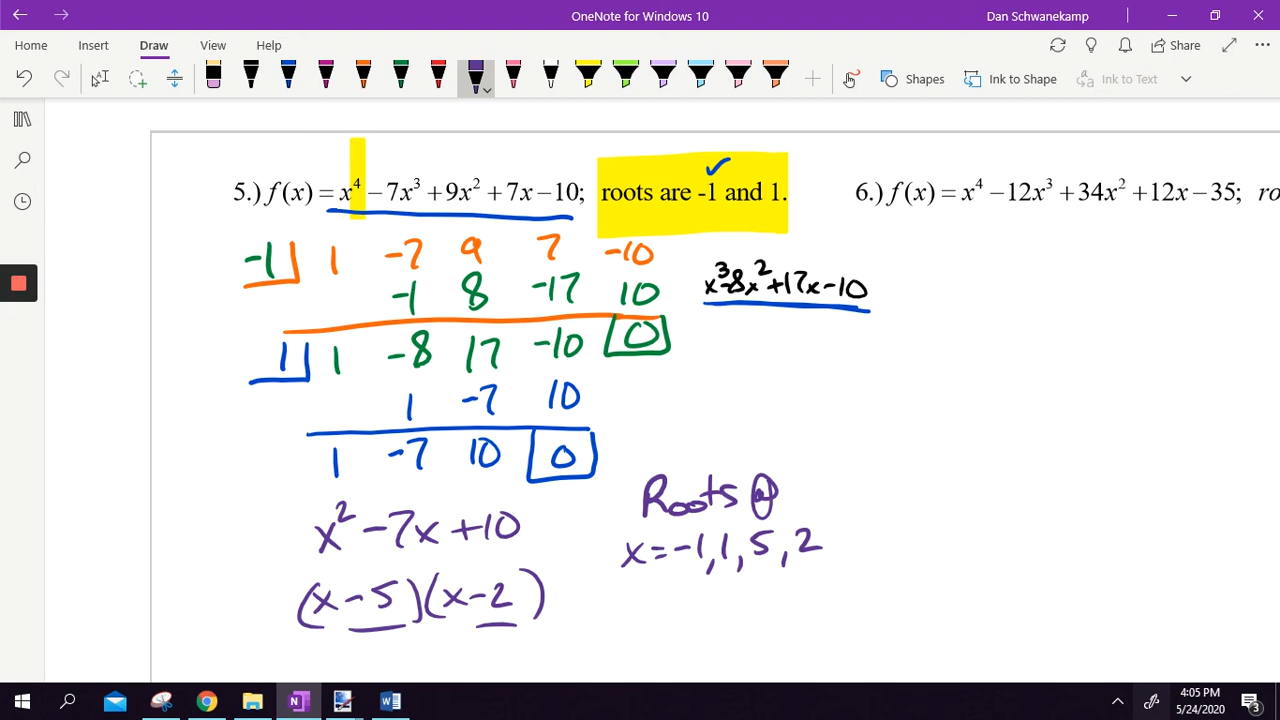 OneNote for Windows 10
Dan Schwanekamp
Home Insert Draw View Help
Share
Shapes Ink to Shape Ink to Text
5.) f(x) = x⁴ − 7x³ + 9x² + 7x − 10; roots are -1 and 1.
6.) f(x) = x⁴ − 12x³ + 34x² + 12x − 35; ro
-1 1 -7 9 7 -10
-1 8 -17 10
x³-8x²+17x-10
1 1 -8 17 -10 0
1 -7 10
1 -7 10 0
x² - 7x + 10
(x - 5)(x - 2)
Roots @
x = -1, 1, 5, 2
4:05 PM
5/24/2020
3